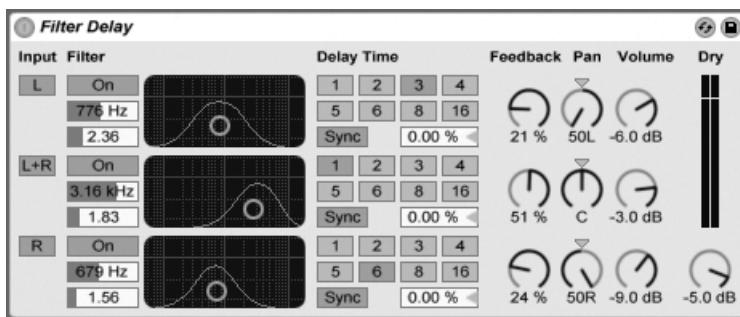 Filter Delay
Input Filter Delay Time Feedback Pan Volume Dry
L On 1 2 3 4
776 Hz 5 6 8 16
2.36 Sync 0.00 % 21 % 50L -6.0 dB
L+R On 1 2 3 4
3.16 kHz 5 6 8 16
1.83 Sync 0.00 % 51 % C -3.0 dB
R On 1 2 3 4
679 Hz 5 6 8 16
1.56 Sync 0.00 % 24 % 50R -9.0 dB -5.0 dB